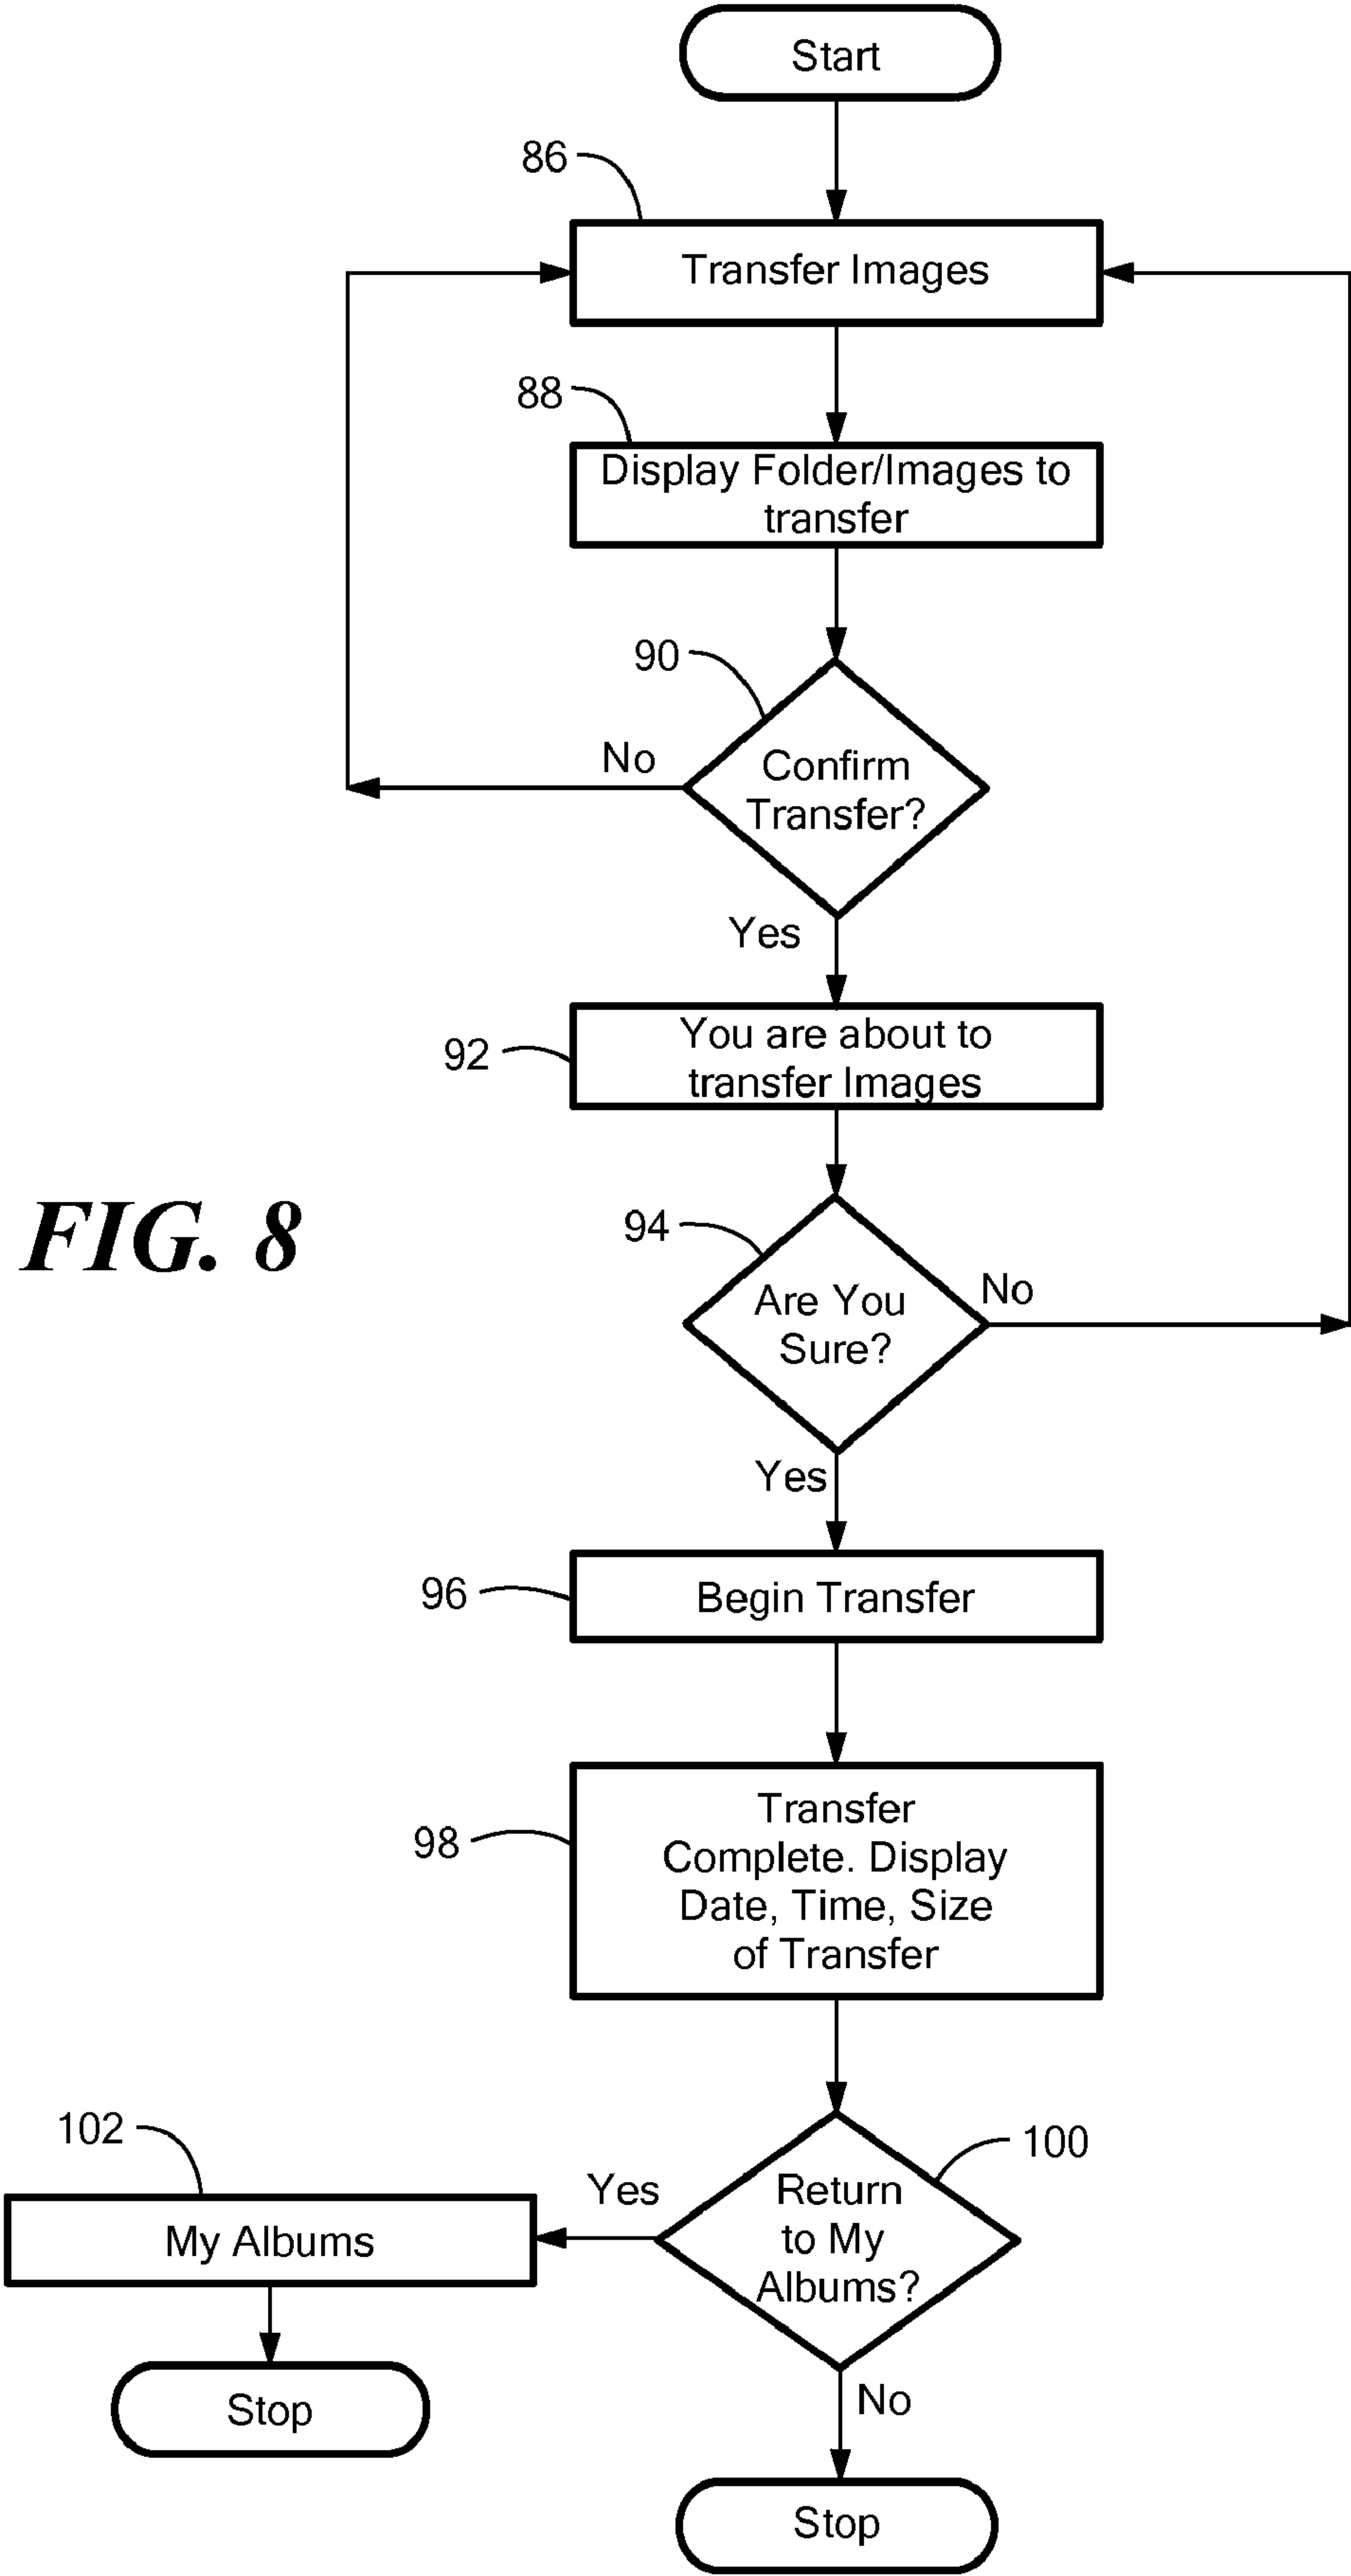 Start
86
Transfer Images
88
Display Folder/Images to
transfer
90
No
Confirm
Transfer?
Yes
92
You are about to
transfer Images
FIG. 8
94
No
Are You
Sure?
Yes
96
Begin Transfer
98
Transfer
Complete. Display
Date, Time, Size
of Transfer
102
100
Yes
Return
to My
Albums?
My Albums
No
Stop
Stop